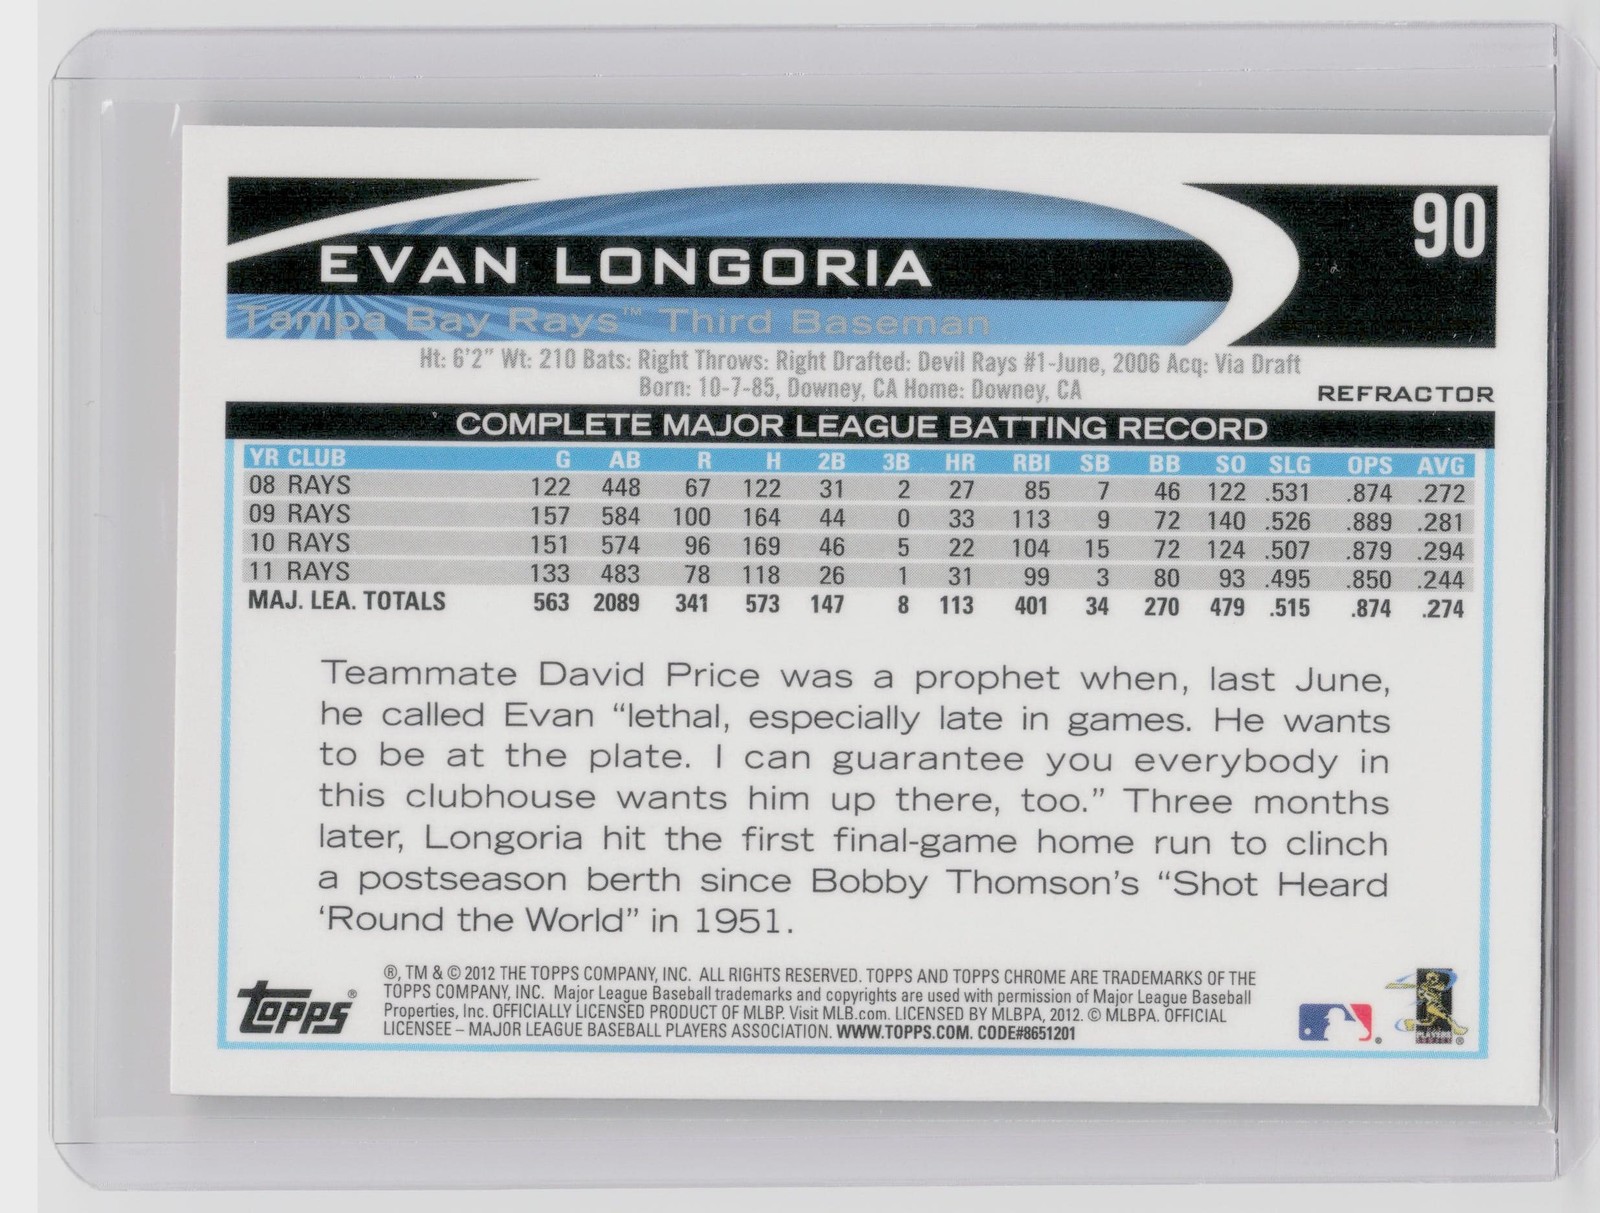 90
EVAN LONGORIA
Tampa Bay Rays™ Third Baseman
Ht: 6'2" Wt: 210 Bats: Right Throws: Right Drafted: Devil Rays #1-June, 2006 Acq: Via Draft
Born: 10-7-85, Downey, CA Home: Downey, CA
REFRACTOR
COMPLETE MAJOR LEAGUE BATTING RECORD
YR CLUB G AB R H 2B 3B HR RBI SB BB SO SLG OPS AVG
08 RAYS 122 448 67 122 31 2 27 85 7 46 122 .531 .874 .272
09 RAYS 157 584 100 164 44 0 33 113 9 72 140 .526 .889 .281
10 RAYS 151 574 96 169 46 5 22 104 15 72 124 .507 .879 .294
11 RAYS 133 483 78 118 26 1 31 99 3 80 93 .495 .850 .244
MAJ. LEA. TOTALS 563 2089 341 573 147 8 113 401 34 270 479 .515 .874 .274
Teammate David Price was a prophet when, last June,
he called Evan “lethal, especially late in games. He wants
to be at the plate. I can guarantee you everybody in
this clubhouse wants him up there, too.” Three months
later, Longoria hit the first final-game home run to clinch
a postseason berth since Bobby Thomson's “Shot Heard
‘Round the World” in 1951.
®, TM & © 2012 THE TOPPS COMPANY, INC. ALL RIGHTS RESERVED. TOPPS AND TOPPS CHROME ARE TRADEMARKS OF THE
TOPPS COMPANY, INC. Major League Baseball trademarks and copyrights are used with permission of Major League Baseball
Properties, Inc. OFFICIALLY LICENSED PRODUCT OF MLBP. Visit MLB.com. LICENSED BY MLBPA, 2012. © MLBPA. OFFICIAL
LICENSEE – MAJOR LEAGUE BASEBALL PLAYERS ASSOCIATION. WWW.TOPPS.COM. CODE#8651201
TOPPS®
PLAYERS